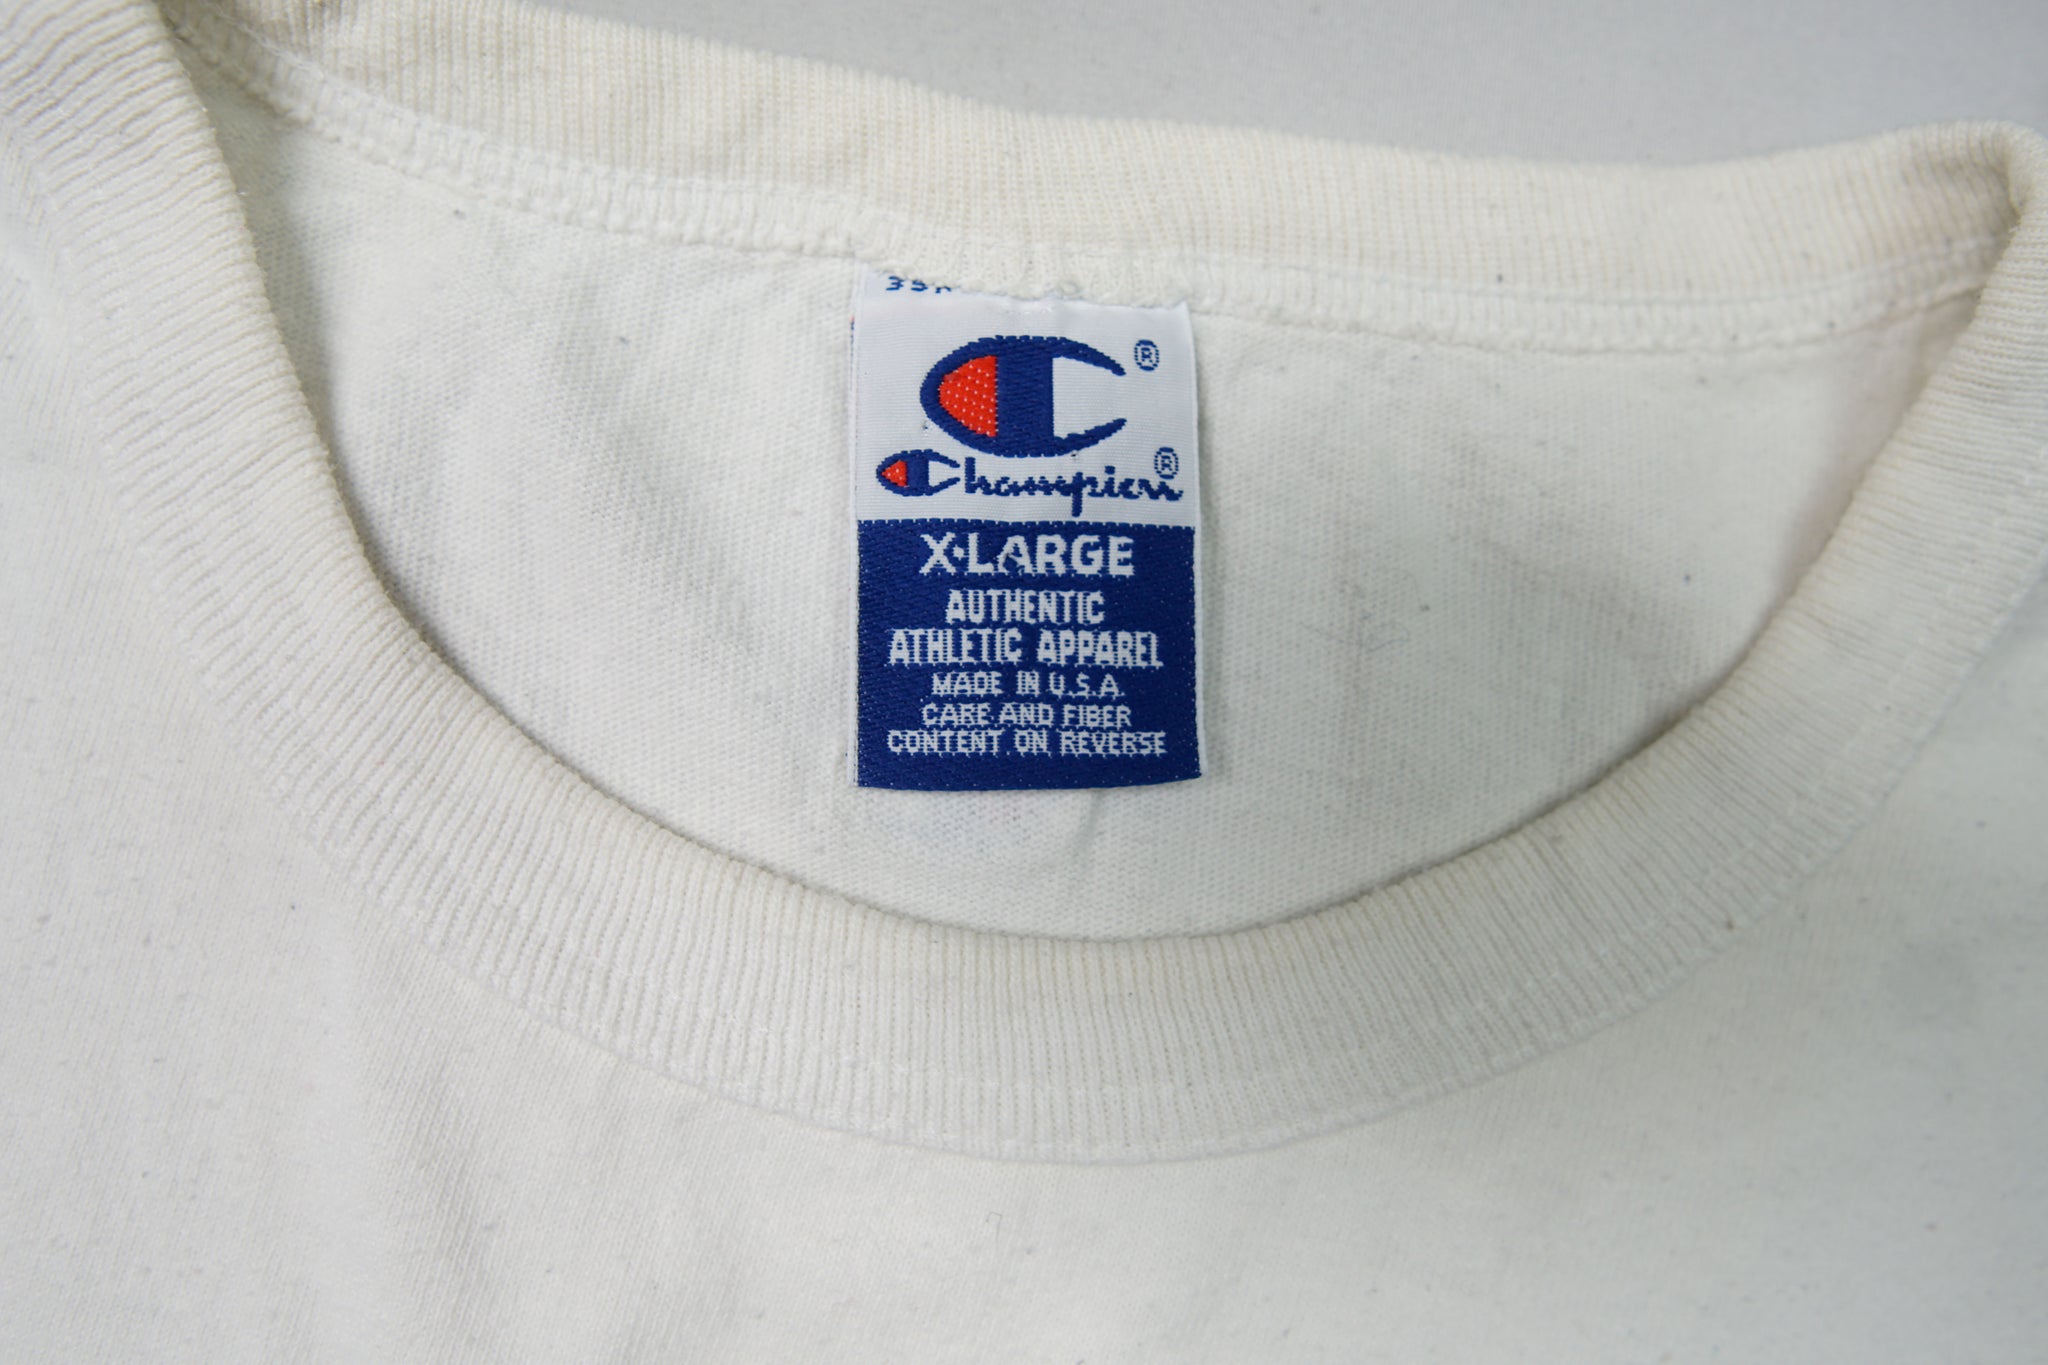 ®
Champion®
X·LARGE
AUTHENTIC
ATHLETIC APPAREL
MADE IN U.S.A.
CARE AND FIBER
CONTENT ON REVERSE